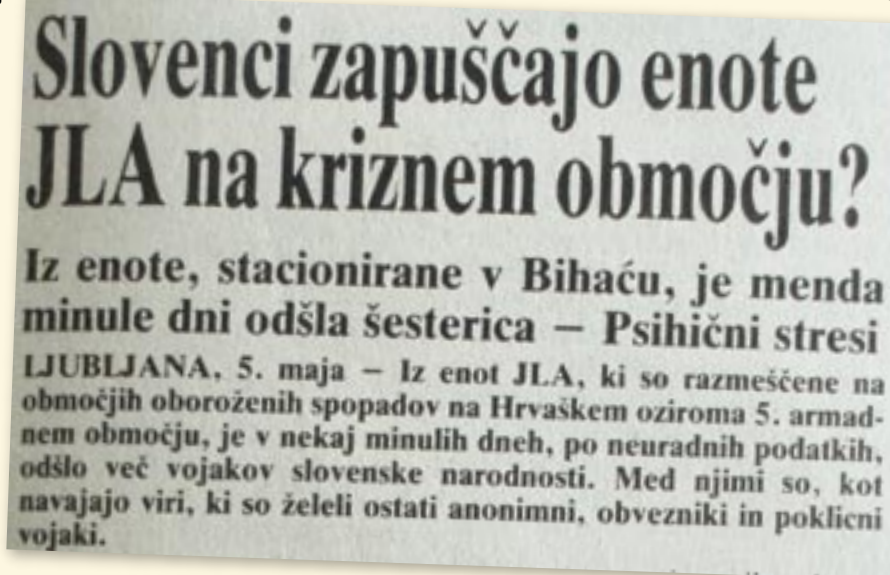 Slovenci zapuščajo enote
JLA na kriznem območju?
Iz enote, stacionirane v Bihaću, je menda
minule dni odšla šesterica — Psihični stresi
LJUBLJANA, 5. maja — Iz enot JLA, ki so razmeščene na
območjih oboroženih spopadov na Hrvaškem oziroma 5. armad-
nem območju, je v nekaj minulih dneh, po neuradnih podatkih,
odšlo več vojakov slovenske narodnosti. Med njimi so, kot
navajajo viri, ki so želeli ostati anonimni, obvezniki in poklicni
vojaki.